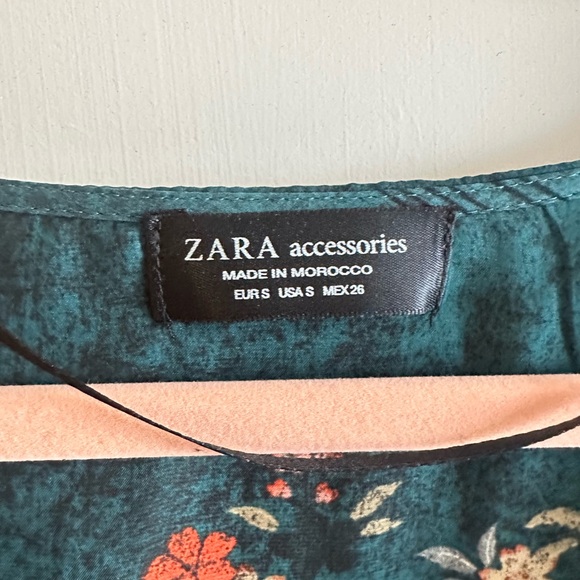 ZARA accessories
MADE IN MOROCCO
EUR S USA S MEX 26